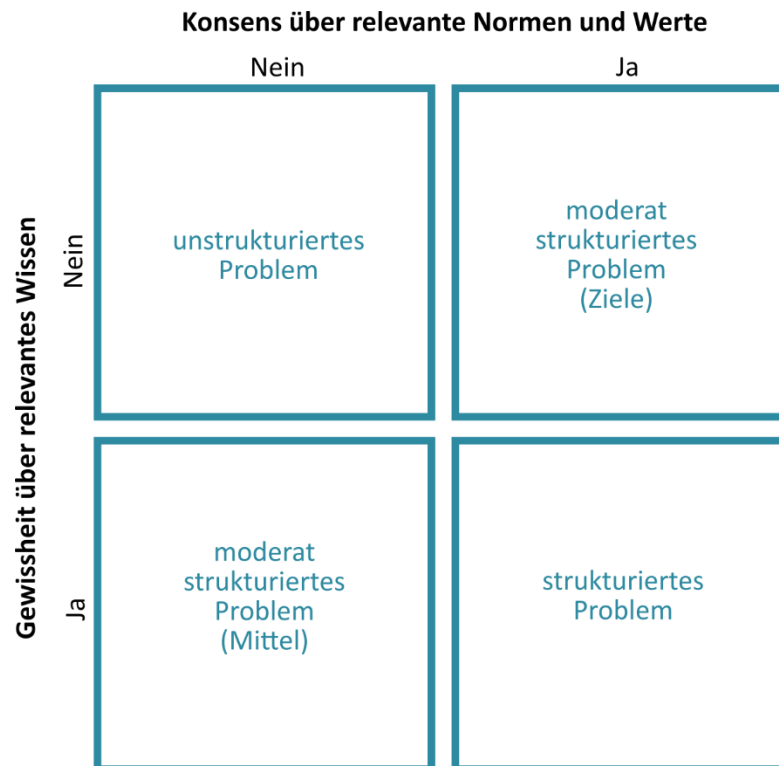 Konsens über relevante Normen und Werte
Nein
Ja
Gewissheit über relevantes Wissen
Nein
unstrukturiertes
Problem
moderat
strukturiertes
Problem
(Ziele)
Ja
moderat
strukturiertes
Problem
(Mittel)
strukturiertes
Problem